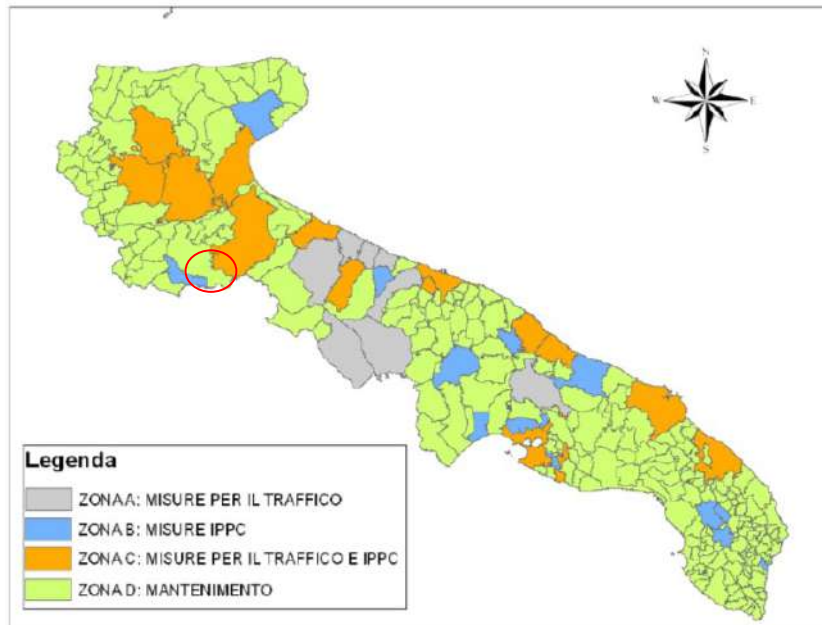 S
W E
S
Legenda
ZONA A: MISURE PER IL TRAFFICO
ZONA B: MISURE IPPC
ZONA C: MISURE PER IL TRAFFICO E IPPC
ZONA D: MANTENIMENTO